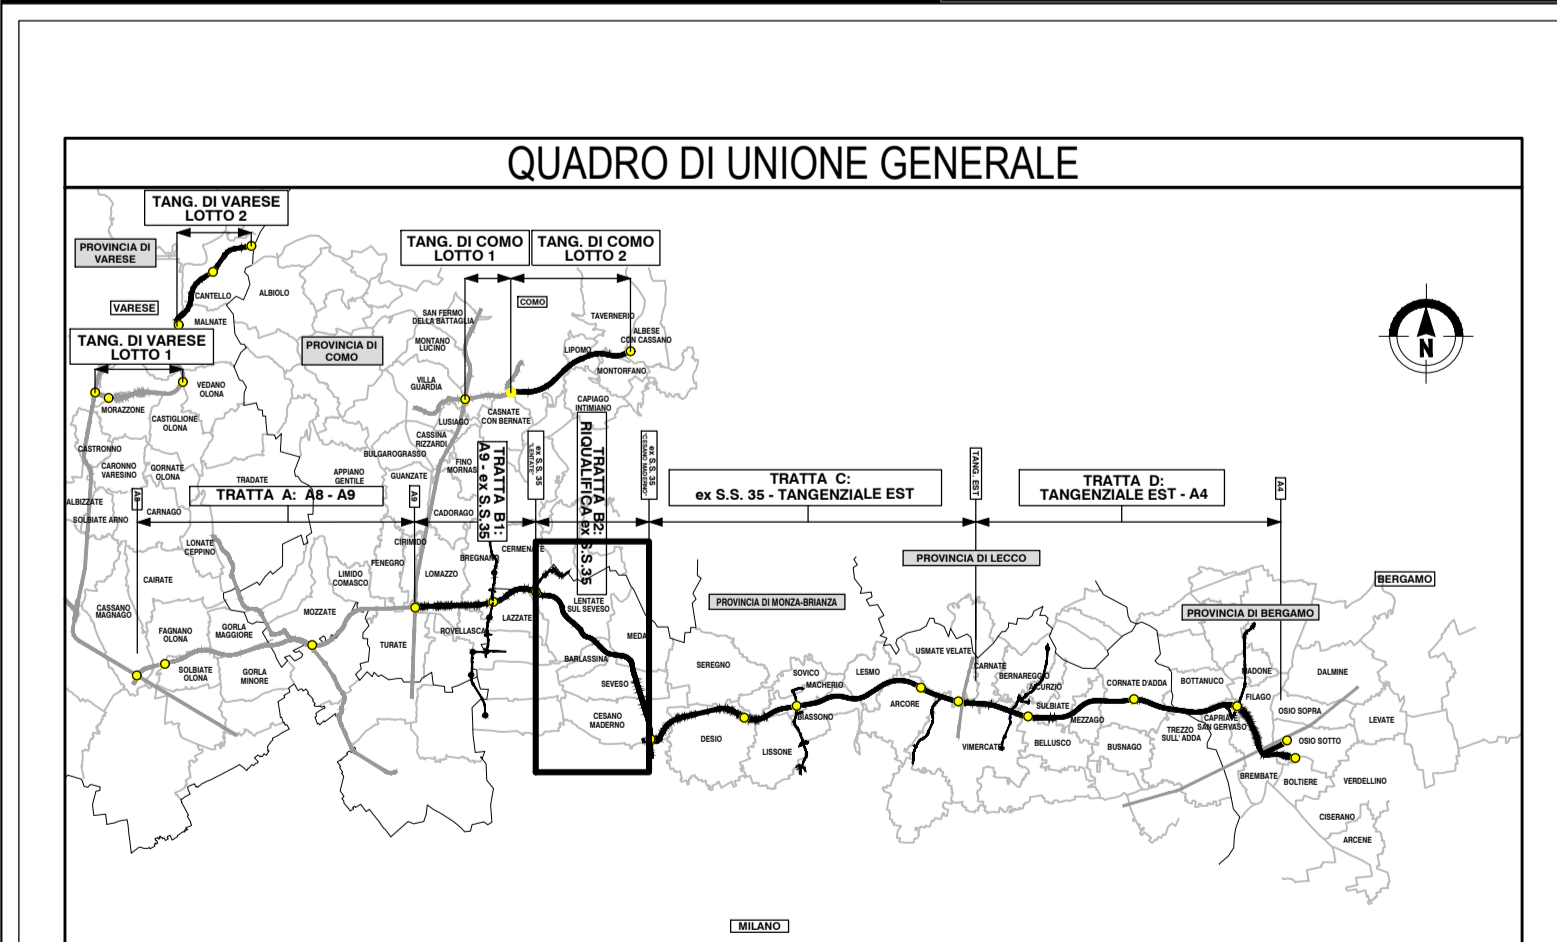 QUADRO DI UNIONE GENERALE
TANG. DI VARESE
LOTTO 2
PROVINCIA DI
VARESE
TANG. DI COMO
LOTTO 1
TANG. DI COMO
LOTTO 2
CANTELLO
ALBIOLO
VARESE
MALNATE
TANG. DI VARESE
LOTTO 1
PROVINCIA DI
COMO
COMO
SAN FERMO
DELLA BATTAGLIA
MONTANO
LUCINO
TAVERNERIO
ALBESE
CON CASSANO
LIPOMO
MONTORFANO
VILLA
GUARDIA
N
VEDANO
OLONA
MORAZZONE
CASTIGLIONE
OLONA
LUSIAGO
CASNATE
CON BERNATE
CAPIAGO
INTIMIANO
CASSINA
RIZZARDI
BULGAROGRASSO
FINO
MORNAS
GUANZATE
CASTRONNO
CARONNO
VARESINO
GORNATE
OLONA
TRADATE
APPIANO
GENTILE
ALBIZZATE
SOLBIATE ARNO
CARNAGO
A8
TRATTA A: A8 - A9
A9
TRATTA B1:
A9 - ex S.S.35
ex S.S. 35
"LENTATE"
TRATTA B2:
RIQUALIFICA ex S.S.35
ex S.S. 35
"CESANO MADERNO"
TRATTA C:
ex S.S. 35 - TANGENZIALE EST
TANG. EST
TRATTA D:
TANGENZIALE EST - A4
A4
CADORAGO
LONATE
CEPPINO
CIRIMIDO
FENEGRO
BREGNANO
CERMENATE
LOMAZZO
LIMIDO
COMASCO
CAIRATE
CASSANO
MAGNAGO
MOZZATE
FAGNANO
OLONA
GORLA
MAGGIORE
ROVELLASCA
LAZZATE
LENTATE
SUL SEVESO
TURATE
SOLBIATE
OLONA
GORLA
MINORE
MEDA
BARLASSINA
SEVESO
CESANO
MADERNO
PROVINCIA DI MONZA-BRIANZA
PROVINCIA DI LECCO
PROVINCIA DI BERGAMO
BERGAMO
SEREGNO
DESIO
SOVICO
MACHERIO
BIASSONO
LISSONE
LESMO
USMATE VELATE
ARCORE
CARNATE
BERNAREGGIO
AICURZIO
SULBIATE
VIMERCATE
MEZZAGO
BELLUSCO
CORNATE D'ADDA
BUSNAGO
BOTTANUCO
TREZZO
SULL' ADDA
CAPRIATE
SAN GERVASO
MADONE
FILAGO
DALMINE
OSIO SOPRA
LEVATE
OSIO SOTTO
BREMBATE
BOLTIERE
VERDELLINO
CISERANO
ARCENE
MILANO